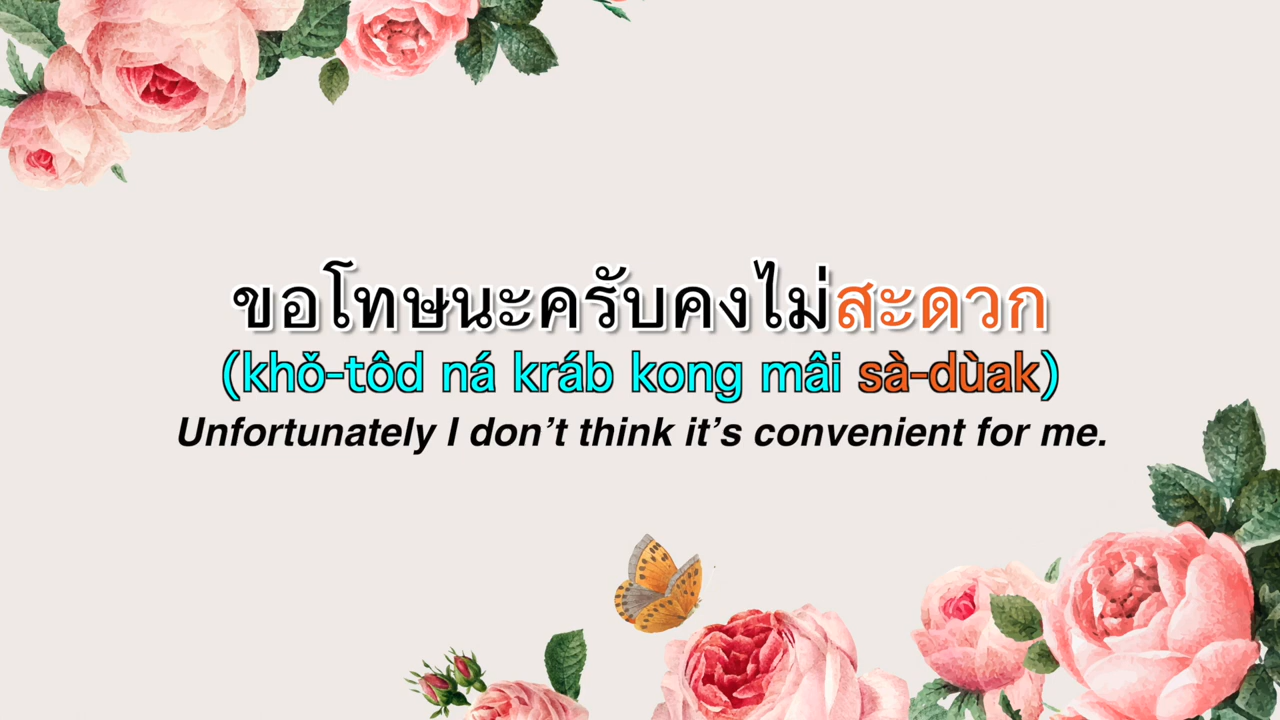 ขอโทษนะครับคงไม่สะดวก
(khǒ-tôd ná kráb kong mâi sà-dùak)
Unfortunately I don’t think it’s convenient for me.